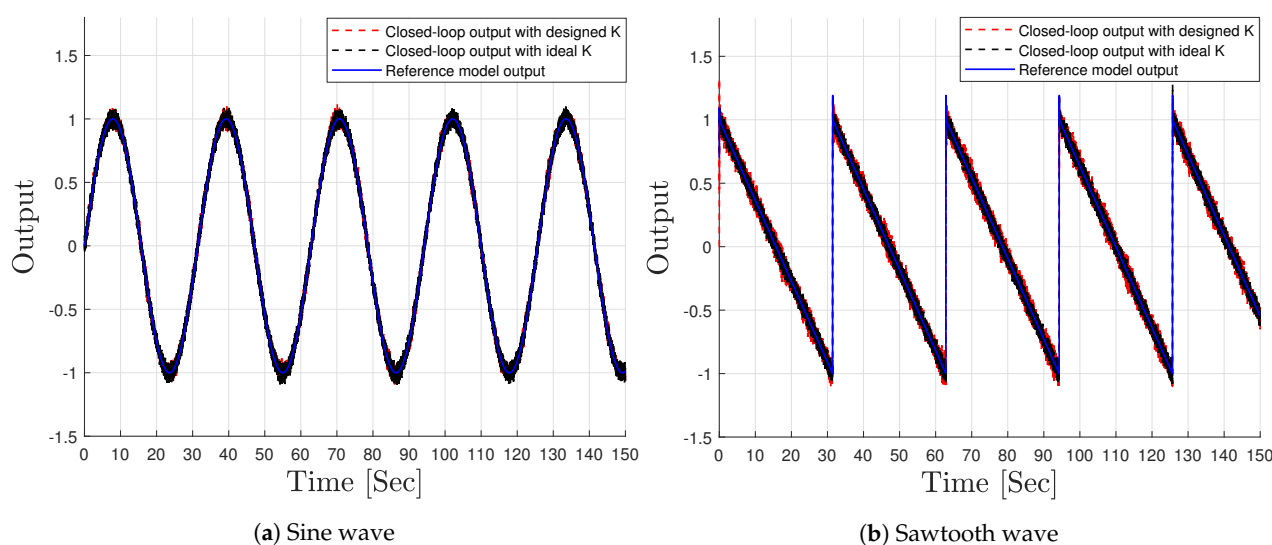 Closed-loop output with designed K
Closed-loop output with ideal K
Reference model output
1.5
1
0.5
0
-0.5
-1
-1.5
Output
0 10 20 30 40 50 60 70 80 90 100 110 120 130 140 150
Time [Sec]
(a) Sine wave
Closed-loop output with designed K
Closed-loop output with ideal K
Reference model output
1.5
1
0.5
0
-0.5
-1
-1.5
Output
0 10 20 30 40 50 60 70 80 90 100 110 120 130 140 150
Time [Sec]
(b) Sawtooth wave